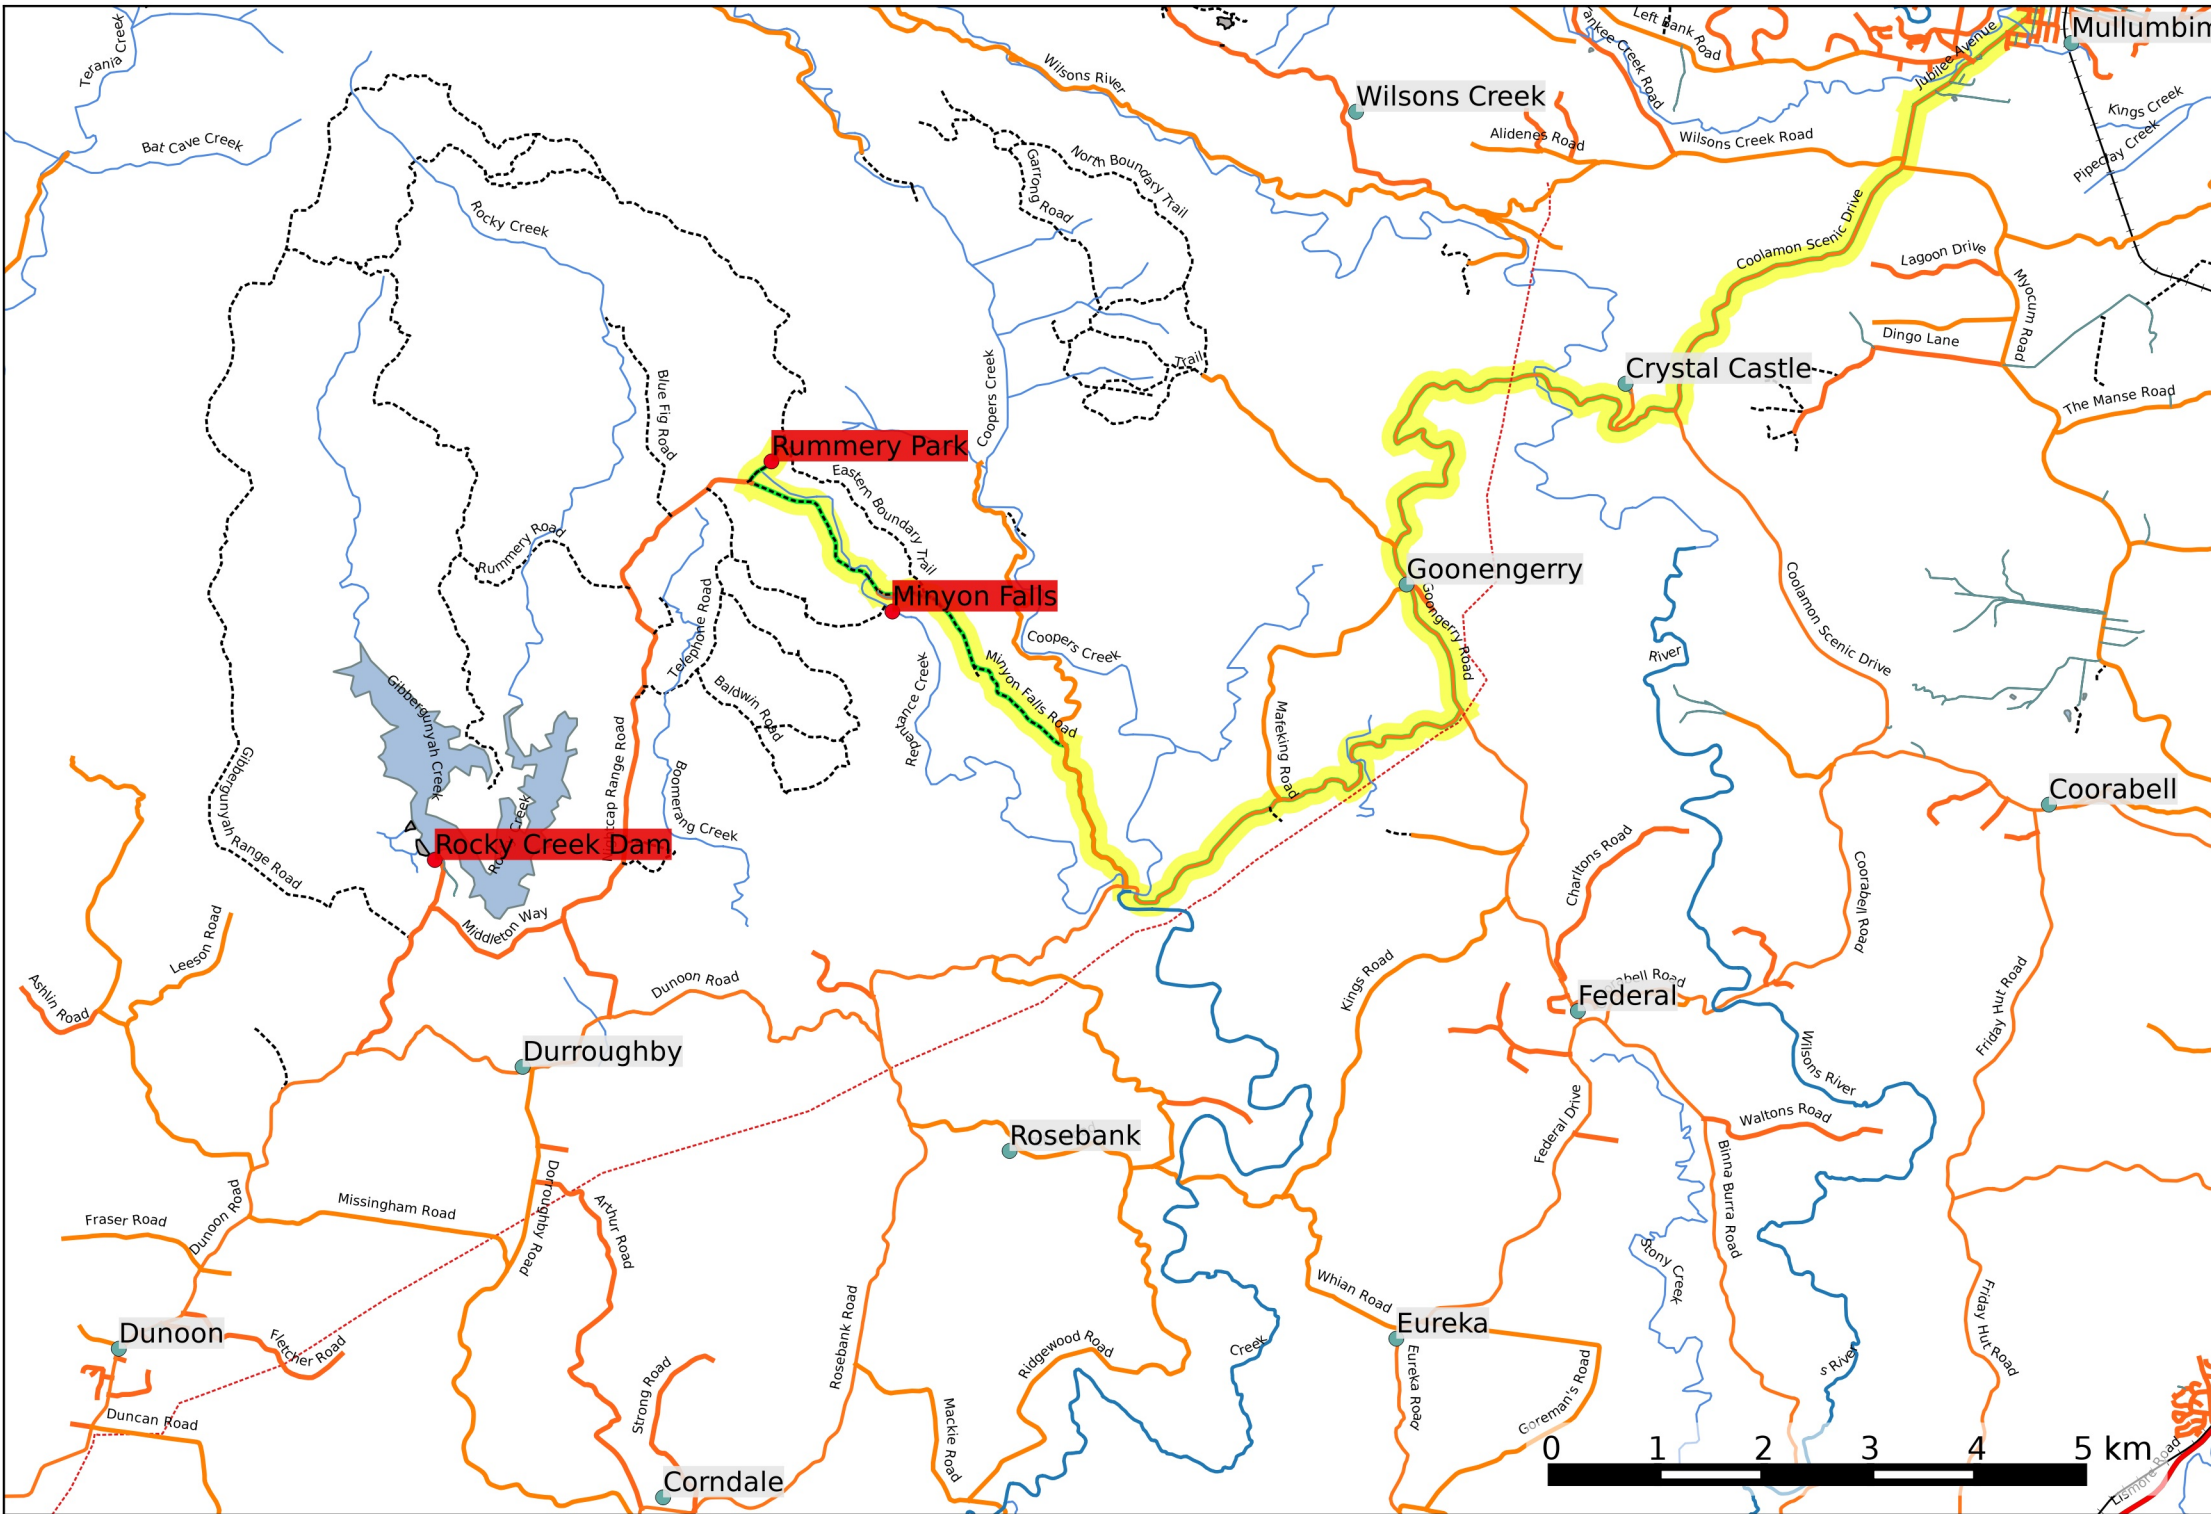 Mullumbim
Left Bank Road
Jubilee Avenue
Terania Creek
Wilsons River
ankee Creek Road
Wilsons Creek
Kings Creek
Bat Cave Creek
Alidenes Road
Wilsons Creek Road
Pipeclay Creek
North Boundary Trail
Garrong Road
Rocky Creek
Coolamon Scenic Drive
Lagoon Drive
Myocum Road
Dingo Lane
Trail
Crystal Castle
The Manse Road
Coopers Creek
Blue Fig Road
Rummery Park
Eastern Boundary Trail
Rummery Road
Goonengerry
Goongerry Road
Minyon Falls
Telephone Road
Coopers Creek
River
Coolamon Scenic Drive
Minyon Falls Road
Baldwin Road
Repentance Creek
Gibbergunyah Creek
Mafeking Road
Gibbergunyah Range Road
Boomerang Creek
Coorabell
Rocky Creek Dam
Charltons Road
Coorabell Road
Middleton Way
Leeson Road
Ashlin Road
Dunoon Road
Kings Road
Federal
Friday Hut Road
Durroughby
Wilsons River
Rosebank
Waltons Road
Federal Drive
Binna Burra Road
Dorroughby Road
Arthur Road
Missingham Road
Fraser Road
Dunoon Road
Stony Creek
Whian Road
Eureka
Dunoon
Fletcher Road
Rosebank Road
Ridgewood Road
Creek
s River
Friday Hut Road
Eureka Road
Goreman's Road
Strong Road
Mackie Road
Duncan Road
0 1 2 3 4 5 km
Corndale
Lismore Road